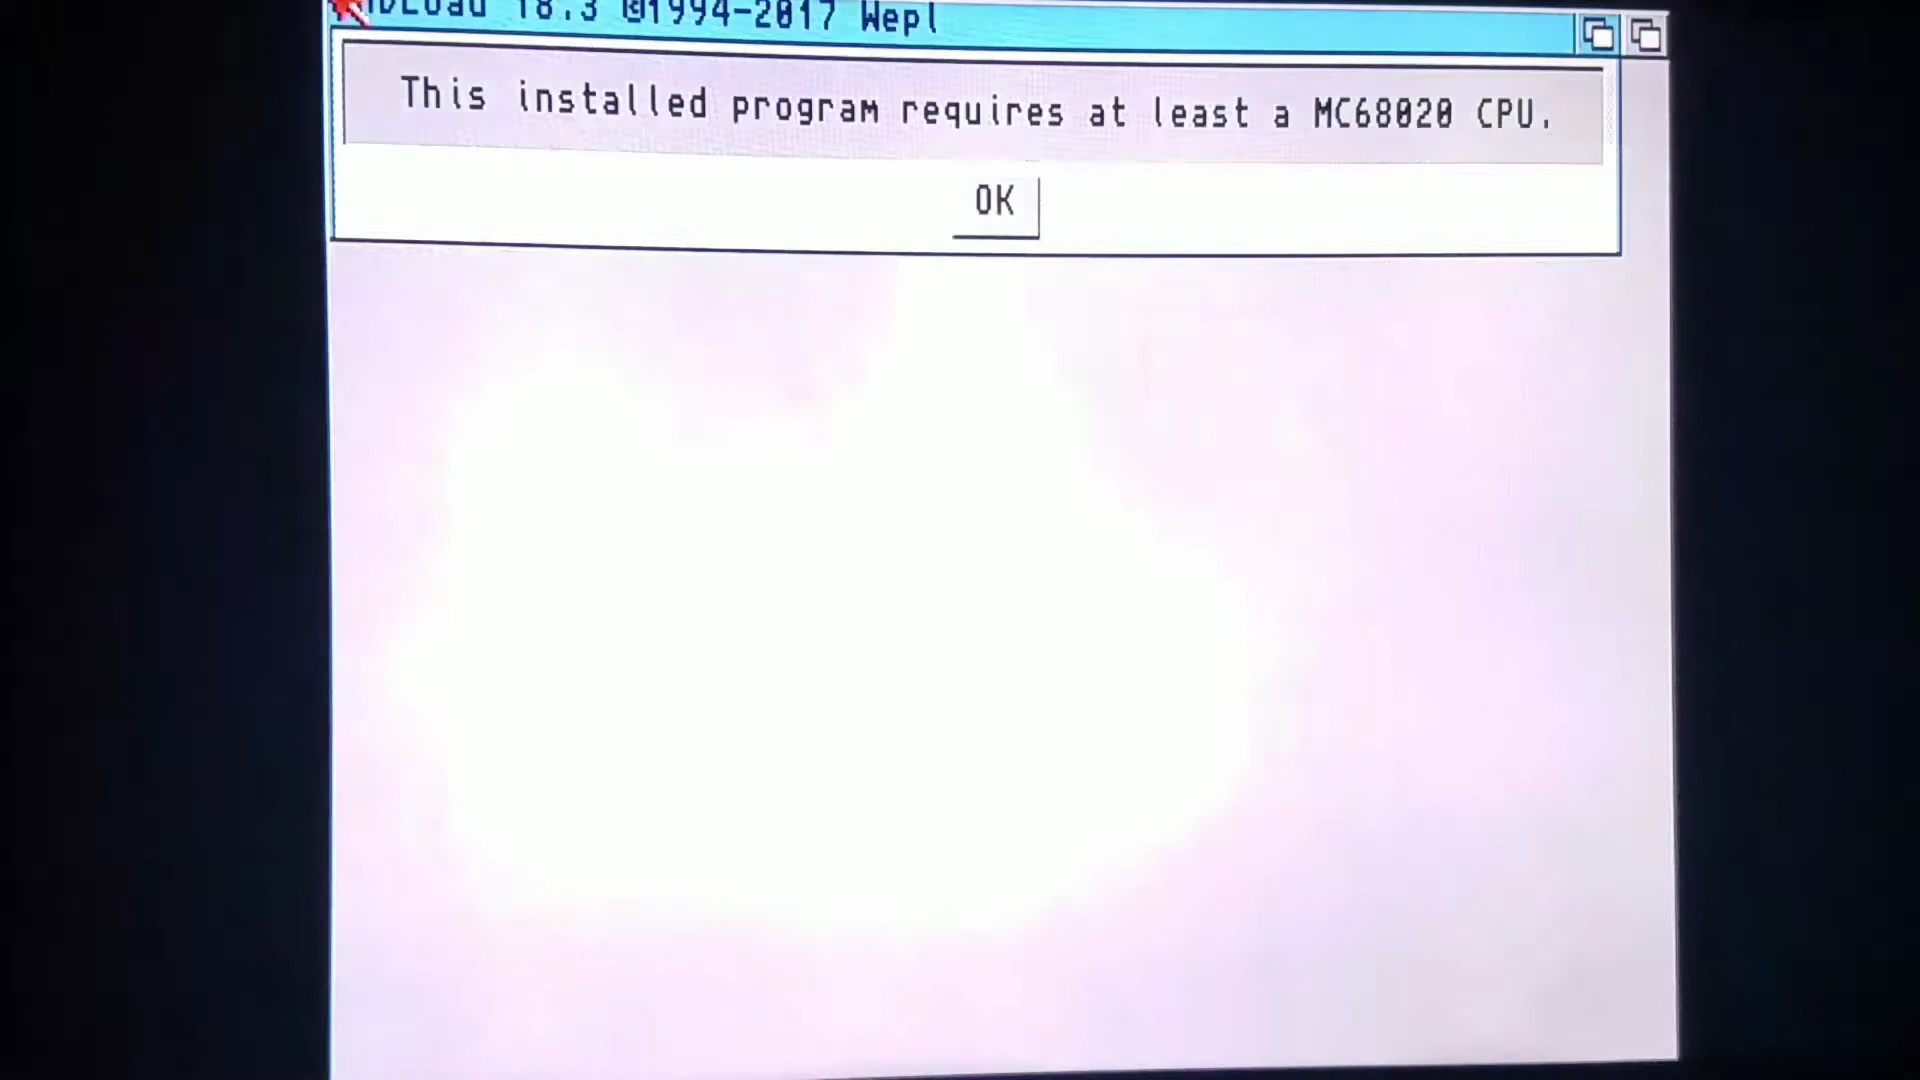 18.3 ©1994-2017 Wepl
This installed program requires at least a MC68020 CPU.
OK